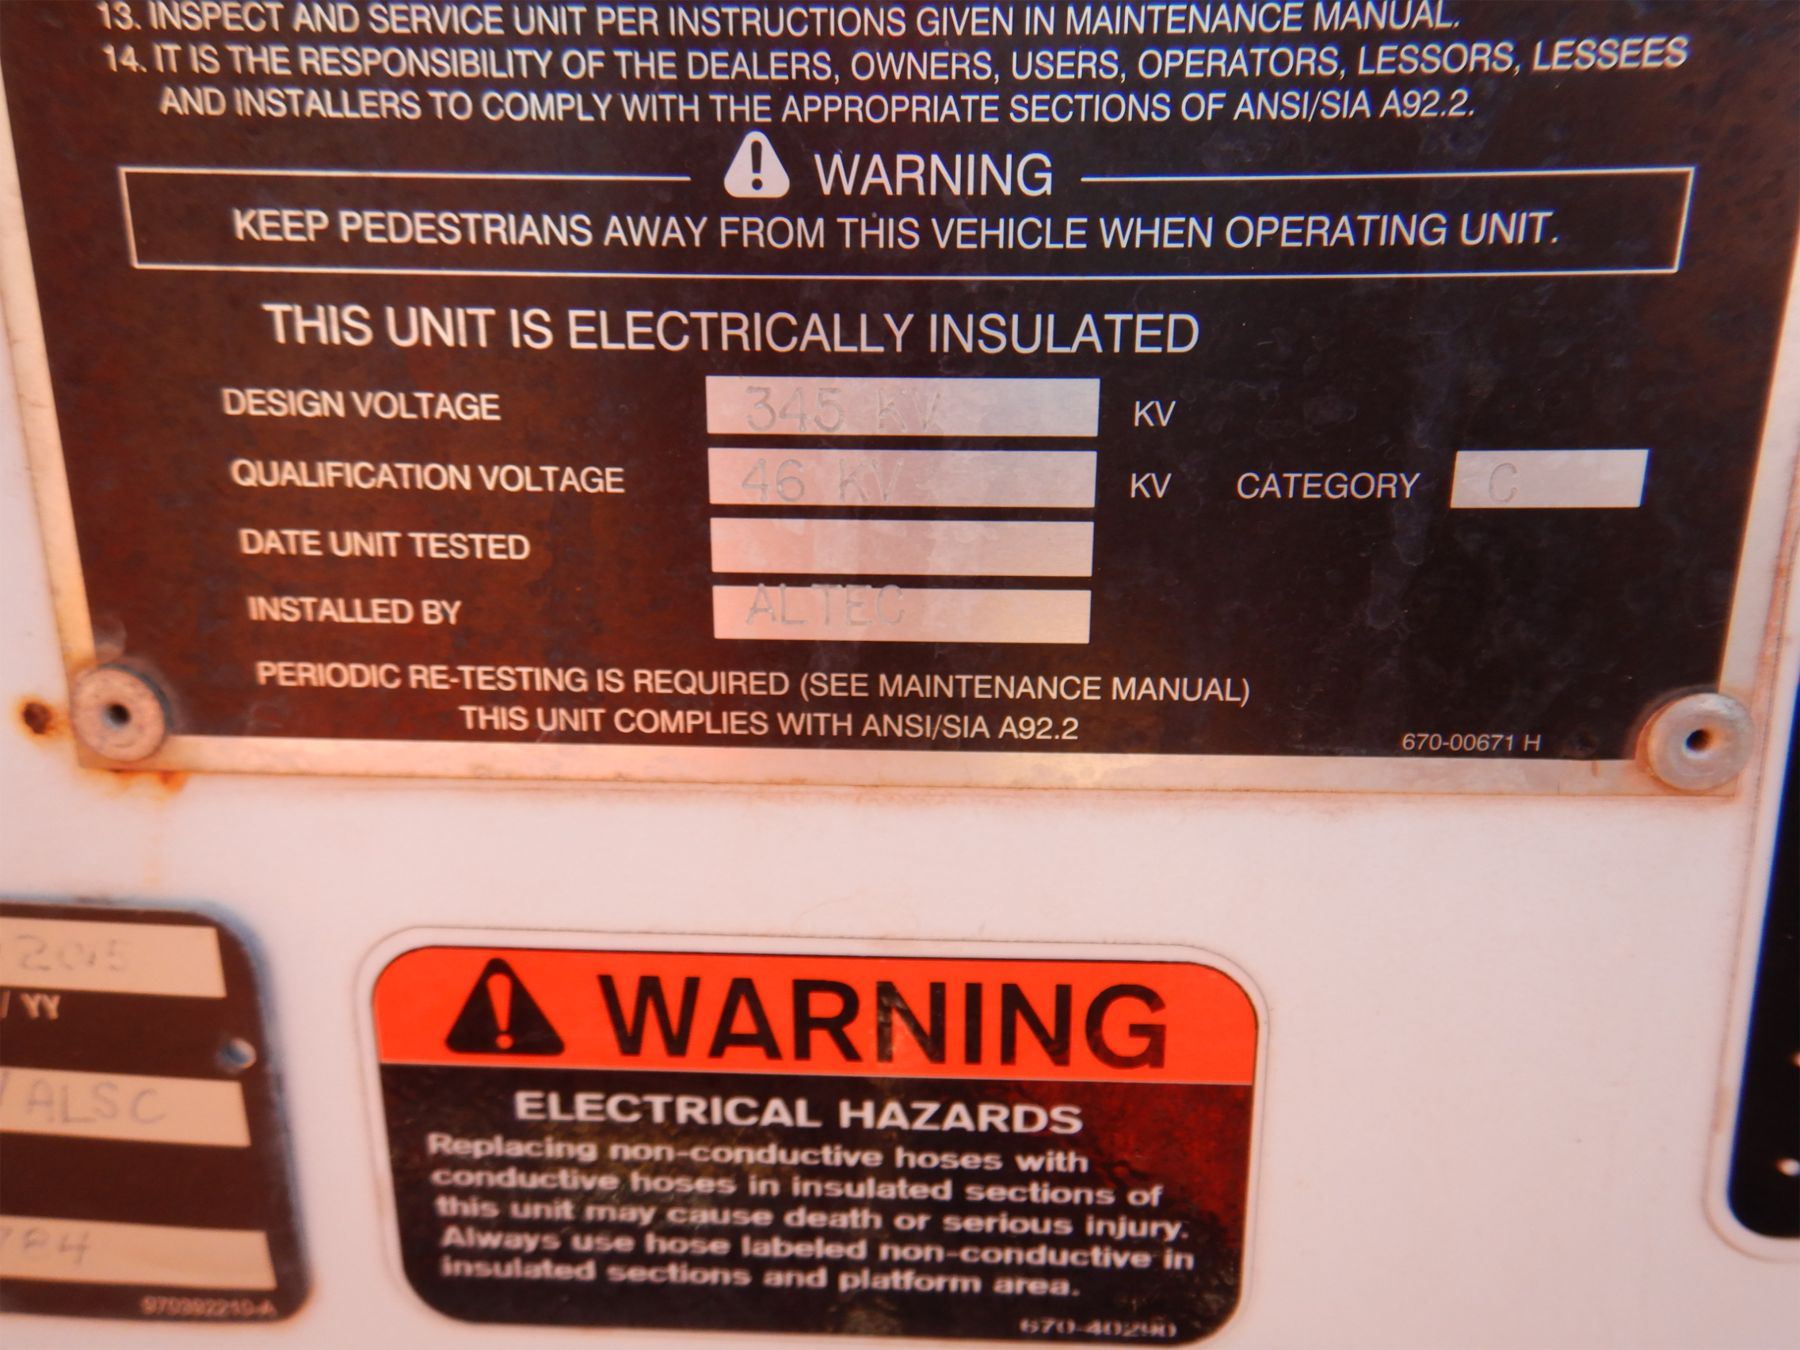 13. INSPECT AND SERVICE UNIT PER INSTRUCTIONS GIVEN IN MAINTENANCE MANUAL.
14. IT IS THE RESPONSIBILITY OF THE DEALERS, OWNERS, USERS, OPERATORS, LESSORS, LESSEES
AND INSTALLERS TO COMPLY WITH THE APPROPRIATE SECTIONS OF ANSI/SIA A92.2.
WARNING
KEEP PEDESTRIANS AWAY FROM THIS VEHICLE WHEN OPERATING UNIT.
THIS UNIT IS ELECTRICALLY INSULATED
DESIGN VOLTAGE 345 KV KV
QUALIFICATION VOLTAGE 46 KV KV CATEGORY C
DATE UNIT TESTED
INSTALLED BY ALTEC
PERIODIC RE-TESTING IS REQUIRED (SEE MAINTENANCE MANUAL)
THIS UNIT COMPLIES WITH ANSI/SIA A92.2
670-00671 H
/ YY
ALSC
784
970392210-A
WARNING
ELECTRICAL HAZARDS
Replacing non-conductive hoses with
conductive hoses in insulated sections of
this unit may cause death or serious injury.
Always use hose labeled non-conductive in
insulated sections and platform area.
670-40290